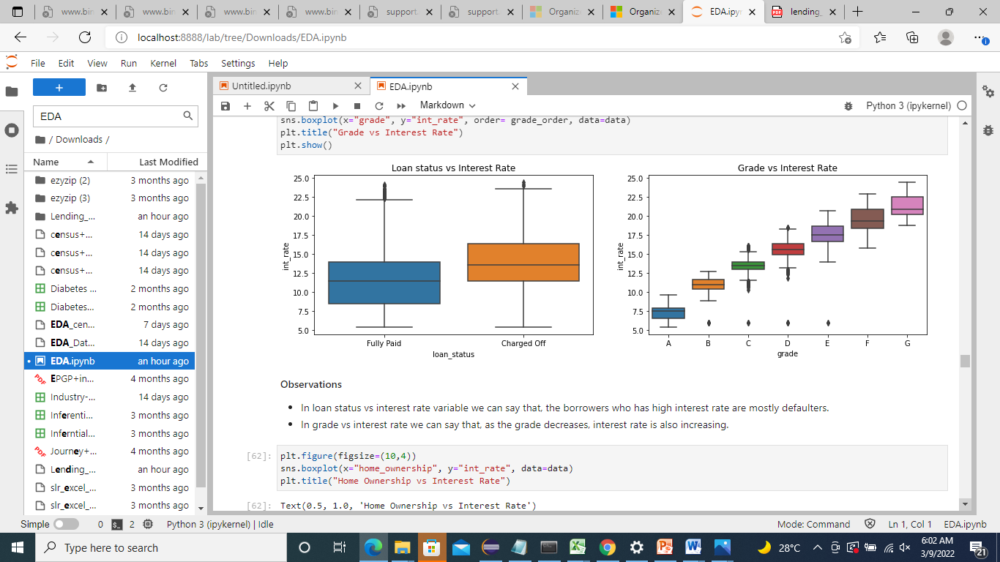 www.bin
www.bin
www.bin
www.bin
support.
support.
Organize
Organize
EDA.ipyn
lending_
localhost:8888/lab/tree/Downloads/EDA.ipynb
File Edit View Run Kernel Tabs Settings Help
Untitled.ipynb
EDA.ipynb
Markdown
Python 3 (ipykernel)
EDA
/ Downloads /
Name Last Modified
ezyzip (2) 3 months ago
ezyzip (3) 3 months ago
Lending_... an hour ago
census+... 14 days ago
census+... 14 days ago
census+... 14 days ago
Diabetes ... 2 months ago
Diabetes... 2 months ago
EDA_cen... 7 days ago
EDA_Dat... 14 days ago
EDA.ipynb an hour ago
EPGP+in... 4 months ago
Industry-... 14 days ago
Inferenti... 3 months ago
Inferntial... 3 months ago
Journey+... 4 months ago
Lending_... an hour ago
slr_excel_... 3 months ago
slr_excel_... 3 months ago
sns.boxplot(x="grade", y="int_rate", order= grade_order, data=data)
plt.title("Grade vs Interest Rate")
plt.show()
Loan status vs Interest Rate
25.0
22.5
20.0
17.5
15.0
12.5
10.0
7.5
5.0
int_rate
Fully Paid Charged Off
loan_status
Grade vs Interest Rate
25.0
22.5
20.0
17.5
15.0
12.5
10.0
7.5
5.0
int_rate
A B C D E F G
grade
Observations
• In loan status vs interest rate variable we can say that, the borrowers who has high interest rate are mostly defaulters.
• In grade vs interest rate we can say that, as the grade decreases, interest rate is also increasing.
[62]: plt.figure(figsize=(10,4))
sns.boxplot(x="home_ownership", y="int_rate", data=data)
plt.title("Home Ownership vs Interest Rate")
[62]: Text(0.5, 1.0, 'Home Ownership vs Interest Rate')
Simple 0 2 Python 3 (ipykernel) | Idle Mode: Command Ln 1, Col 1 EDA.ipynb
Type here to search
28°C
6:02 AM
3/9/2022
21